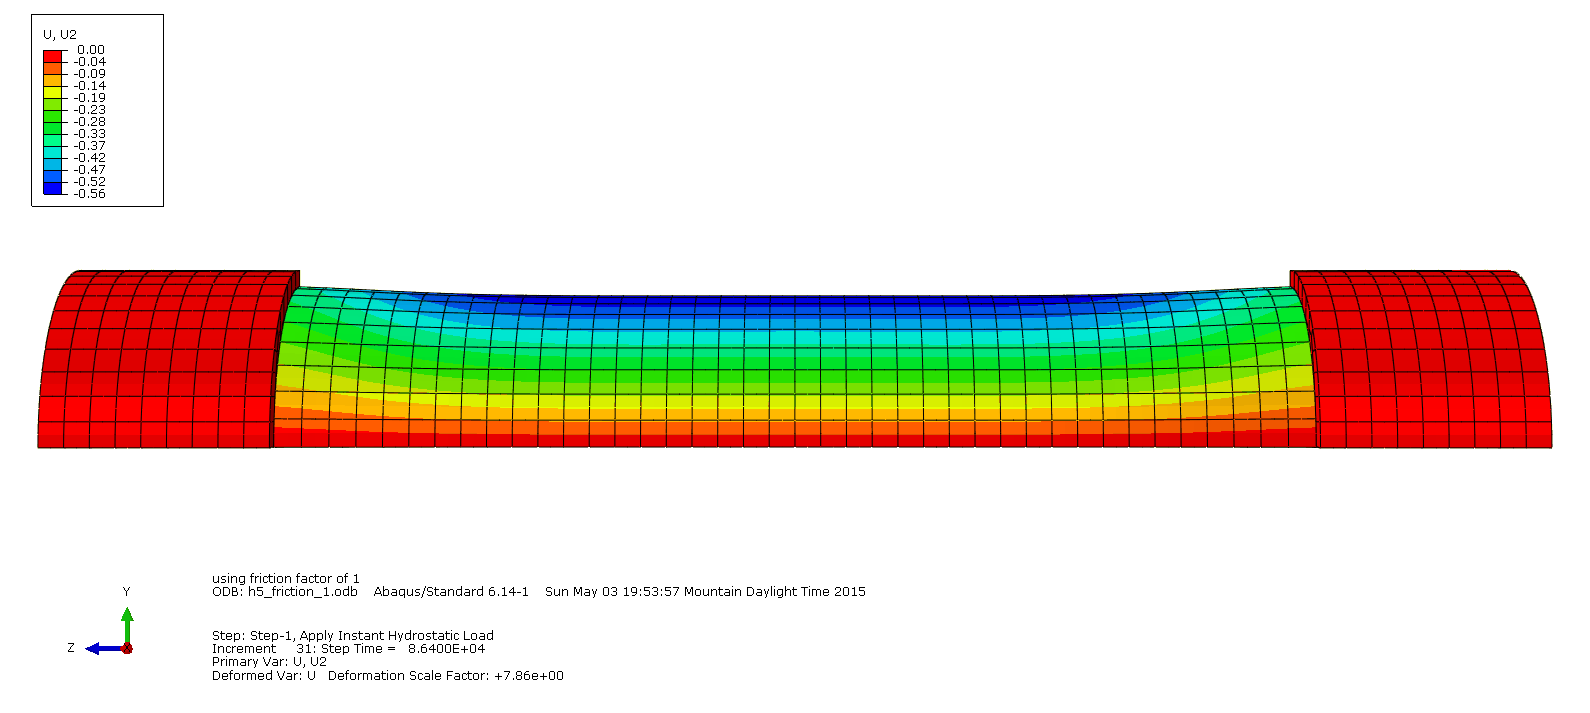 U, U2
0.00
-0.04
-0.09
-0.14
-0.19
-0.23
-0.28
-0.33
-0.37
-0.42
-0.47
-0.52
-0.56
using friction factor of 1
ODB: h5_friction_1.odb    Abaqus/Standard 6.14-1    Sun May 03 19:53:57 Mountain Daylight Time 2015
Y
Z
Step: Step-1, Apply Instant Hydrostatic Load
Increment     31: Step Time =   8.6400E+04
Primary Var: U, U2
Deformed Var: U   Deformation Scale Factor: +7.86e+00